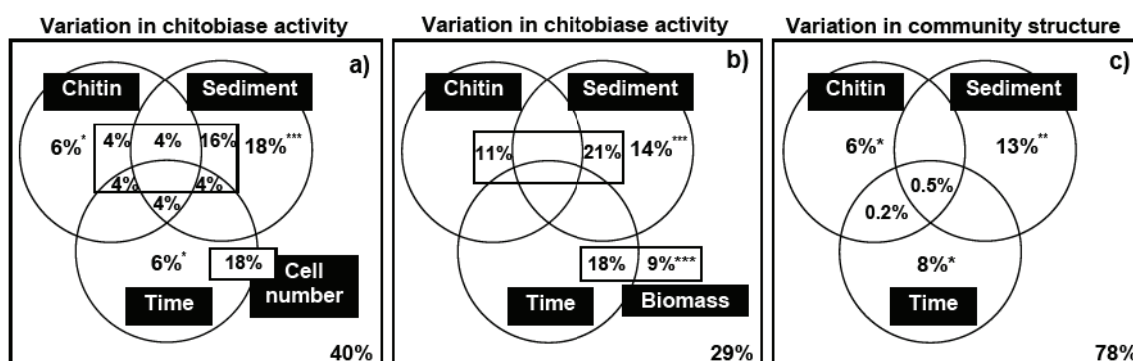 Variation in chitobiase activity
a)
Chitin
Sediment
6%*
4%
4%
16%
18%***
4%
4%
4%
6%*
18%
Cell
number
Time
40%
Variation in chitobiase activity
b)
Chitin
Sediment
11%
21%
14%***
18%
9%***
Time
Biomass
29%
Variation in community structure
c)
Chitin
Sediment
6%*
13%**
0.5%
0.2%
8%*
Time
78%